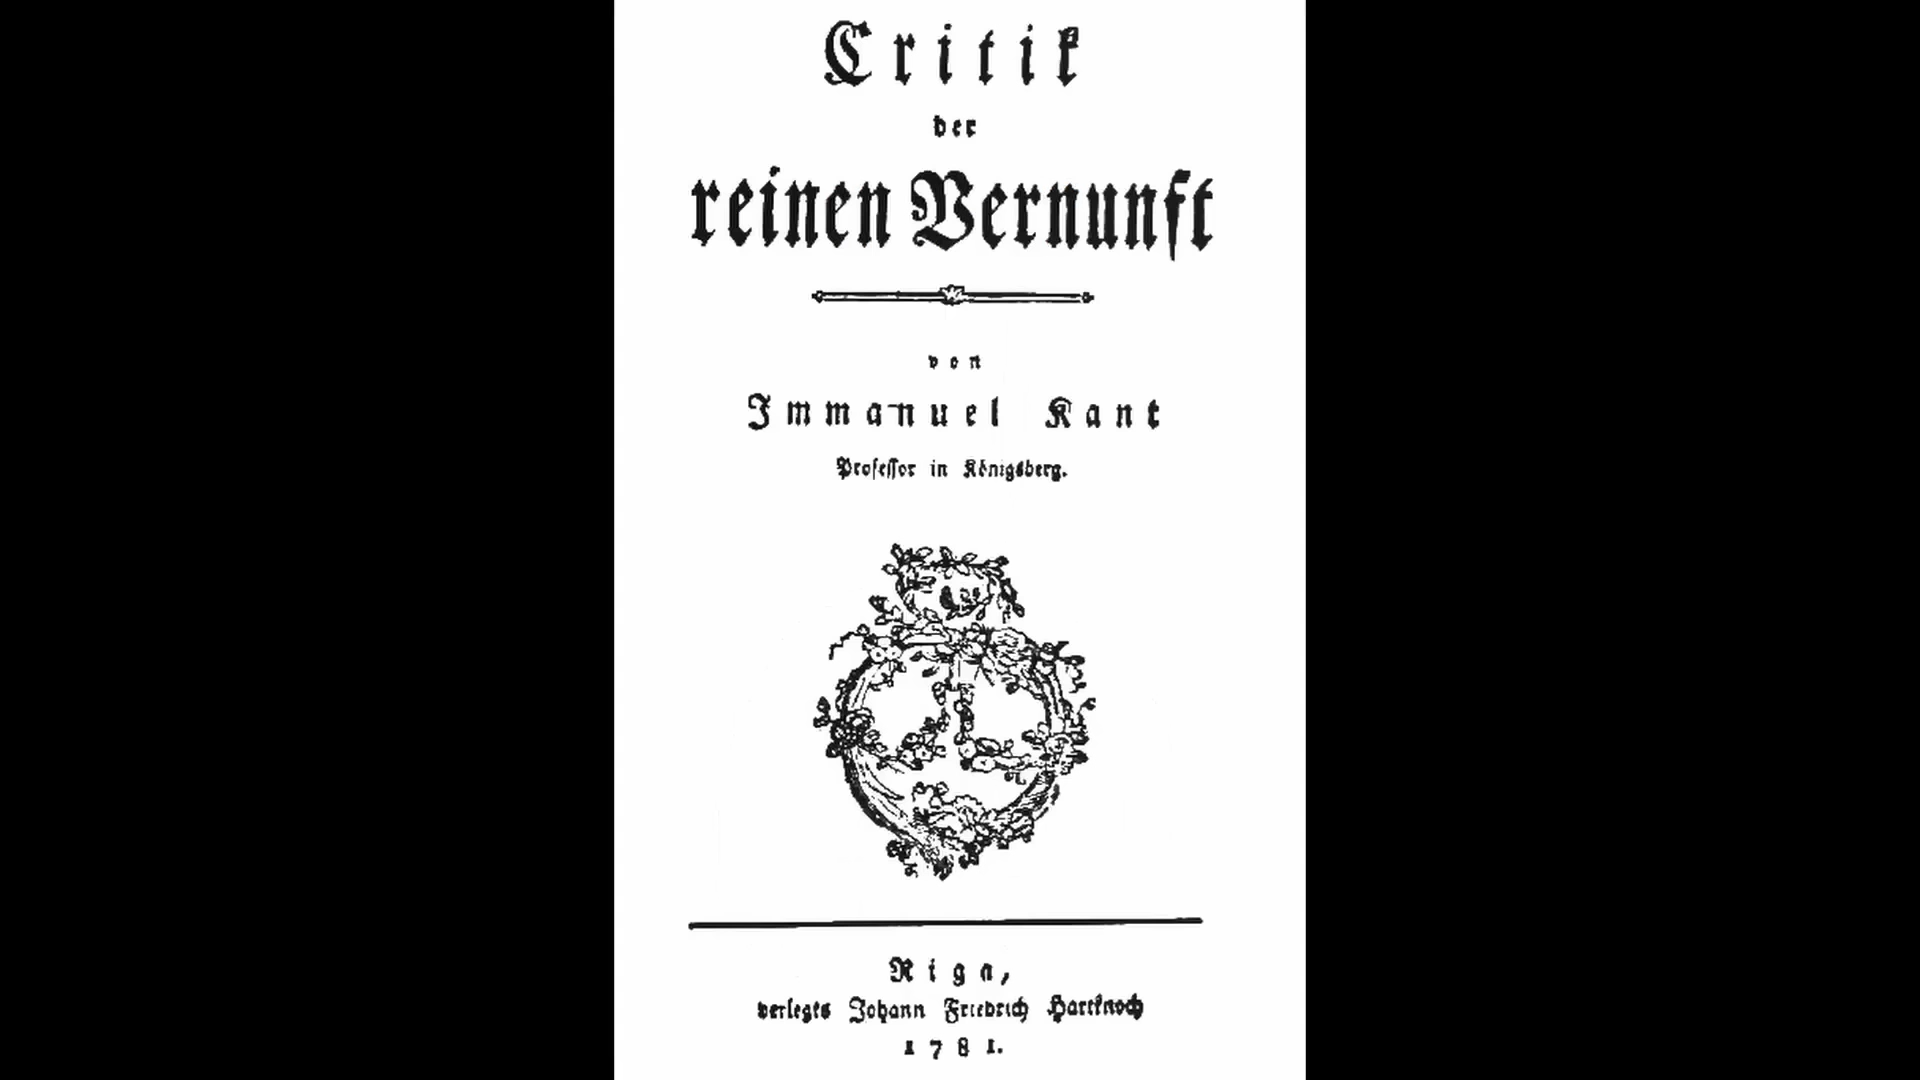 Critik
der
reinen Vernunft
von
Immanuel Kant
Professor in Königsberg.
Riga,
verlegts Johann Friedrich Hartknoch
1781.